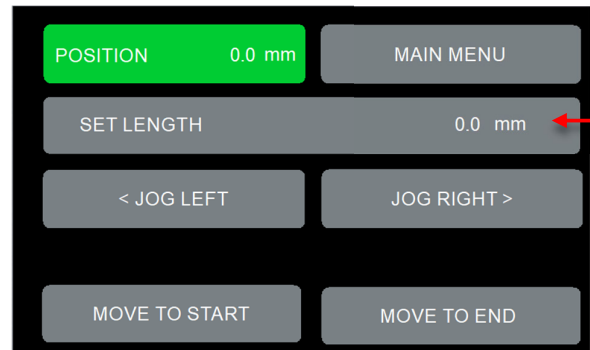 POSITION 0.0 mm
MAIN MENU
SET LENGTH 0.0 mm
< JOG LEFT
JOG RIGHT >
MOVE TO START
MOVE TO END